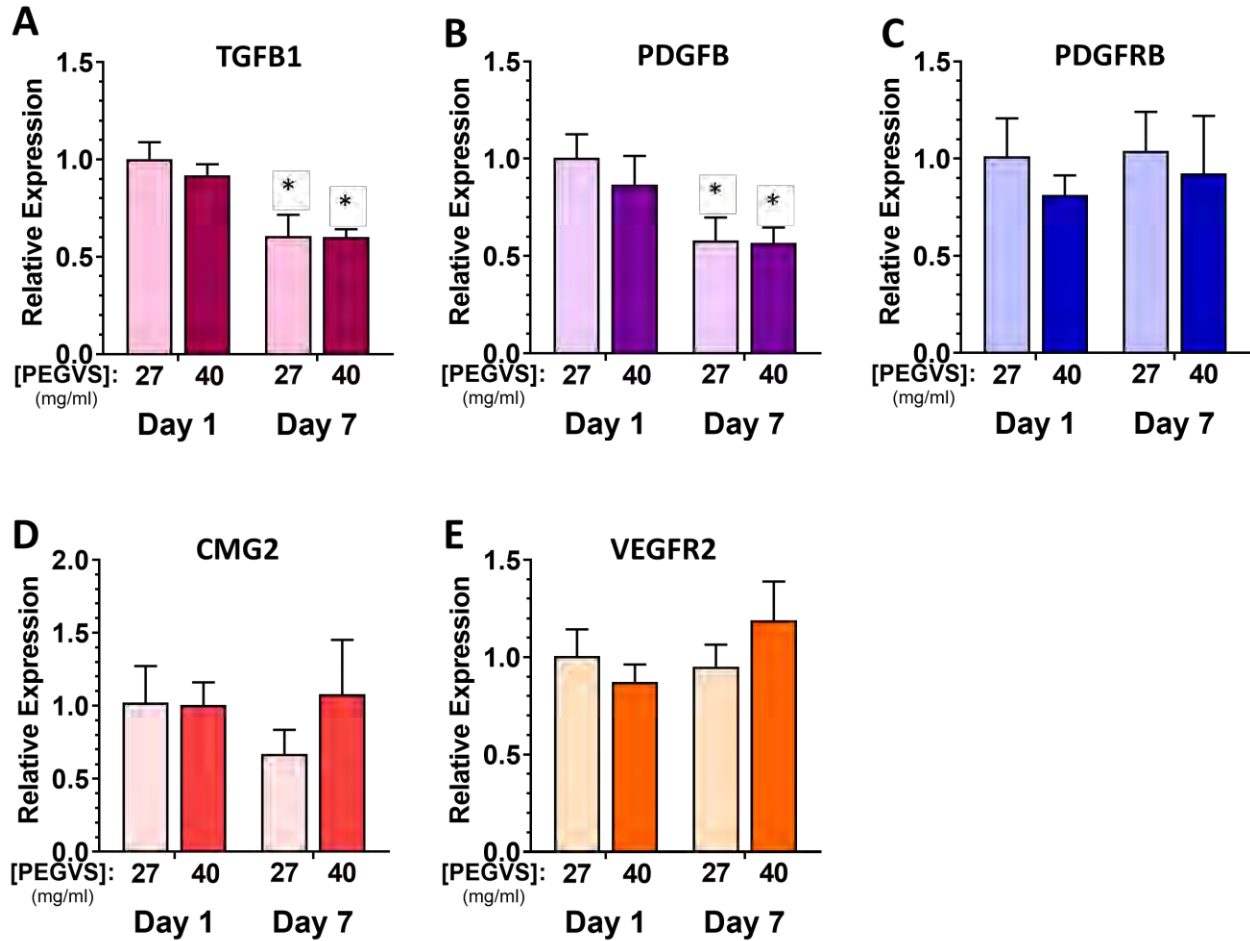 A
TGFB1
Relative Expression
1.5
1.0
0.5
0.0
*
*
[PEGVS]: 27 40 27 40
(mg/ml)
Day 1 Day 7
B
PDGFB
Relative Expression
1.5
1.0
0.5
0.0
*
*
[PEGVS]: 27 40 27 40
(mg/ml)
Day 1 Day 7
C
PDGFRB
Relative Expression
1.5
1.0
0.5
0.0
[PEGVS]: 27 40 27 40
(mg/ml)
Day 1 Day 7
D
CMG2
Relative Expression
2.0
1.5
1.0
0.5
0.0
[PEGVS]: 27 40 27 40
(mg/ml)
Day 1 Day 7
E
VEGFR2
Relative Expression
1.5
1.0
0.5
0.0
[PEGVS]: 27 40 27 40
(mg/ml)
Day 1 Day 7